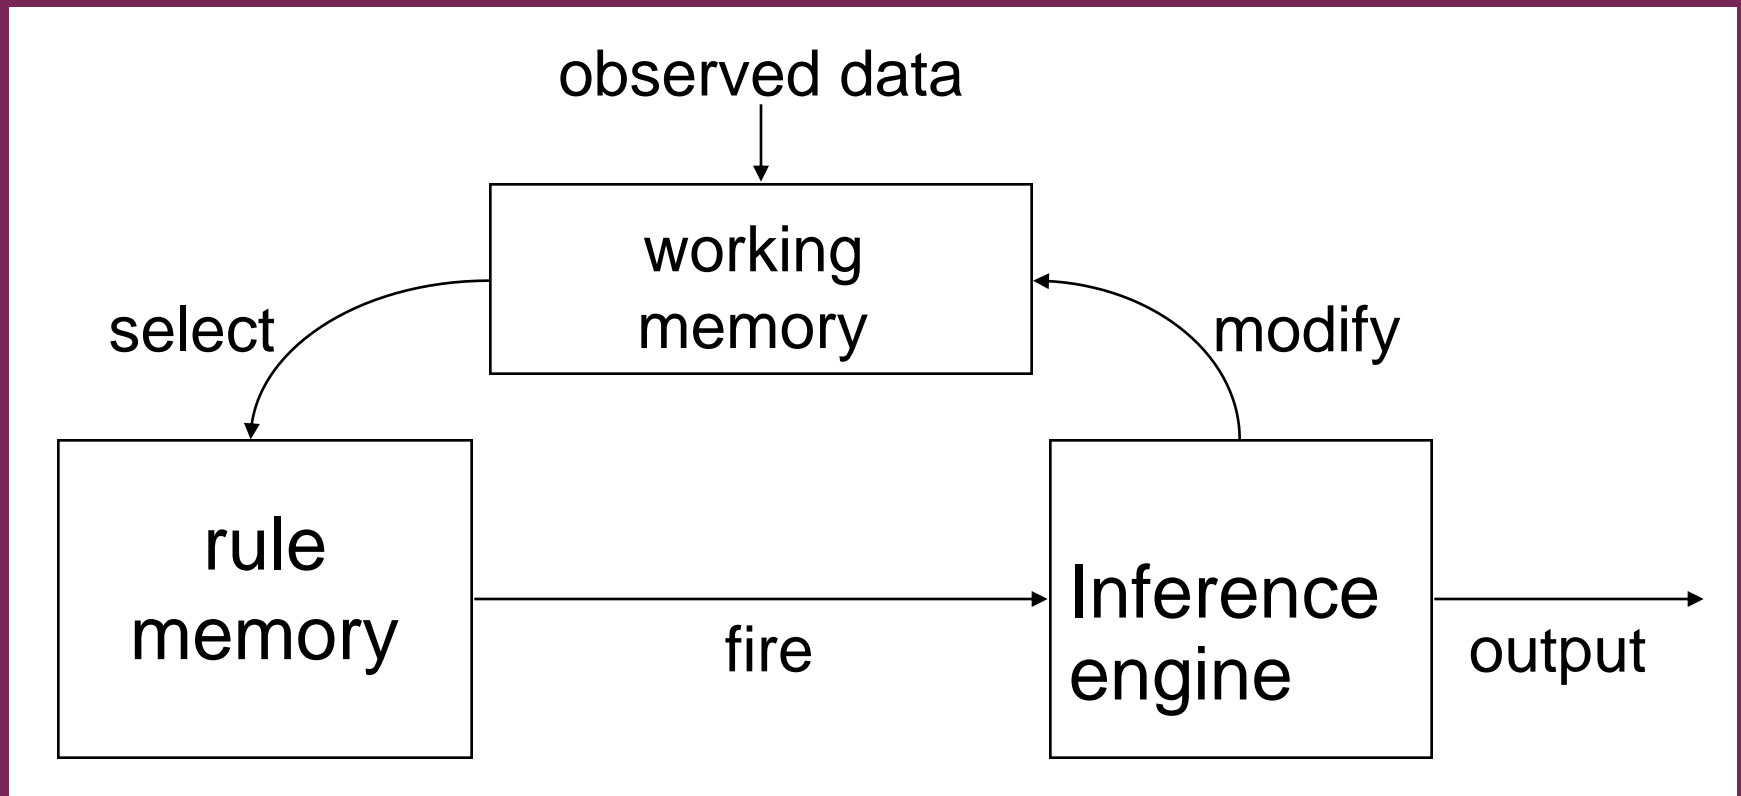 observed data
working
memory
select
modify
rule
memory
fire
Inference
engine
output